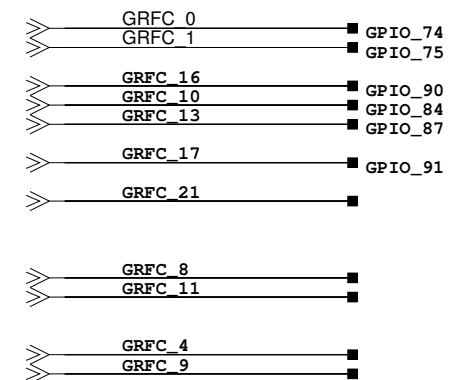 GRFC_0
GPIO_74
GRFC_1
GPIO_75
GRFC_16
GPIO_90
GRFC_10
GPIO_84
GRFC_13
GPIO_87
GRFC_17
GPIO_91
GRFC_21
GRFC_8
GRFC_11
GRFC_4
GRFC_9